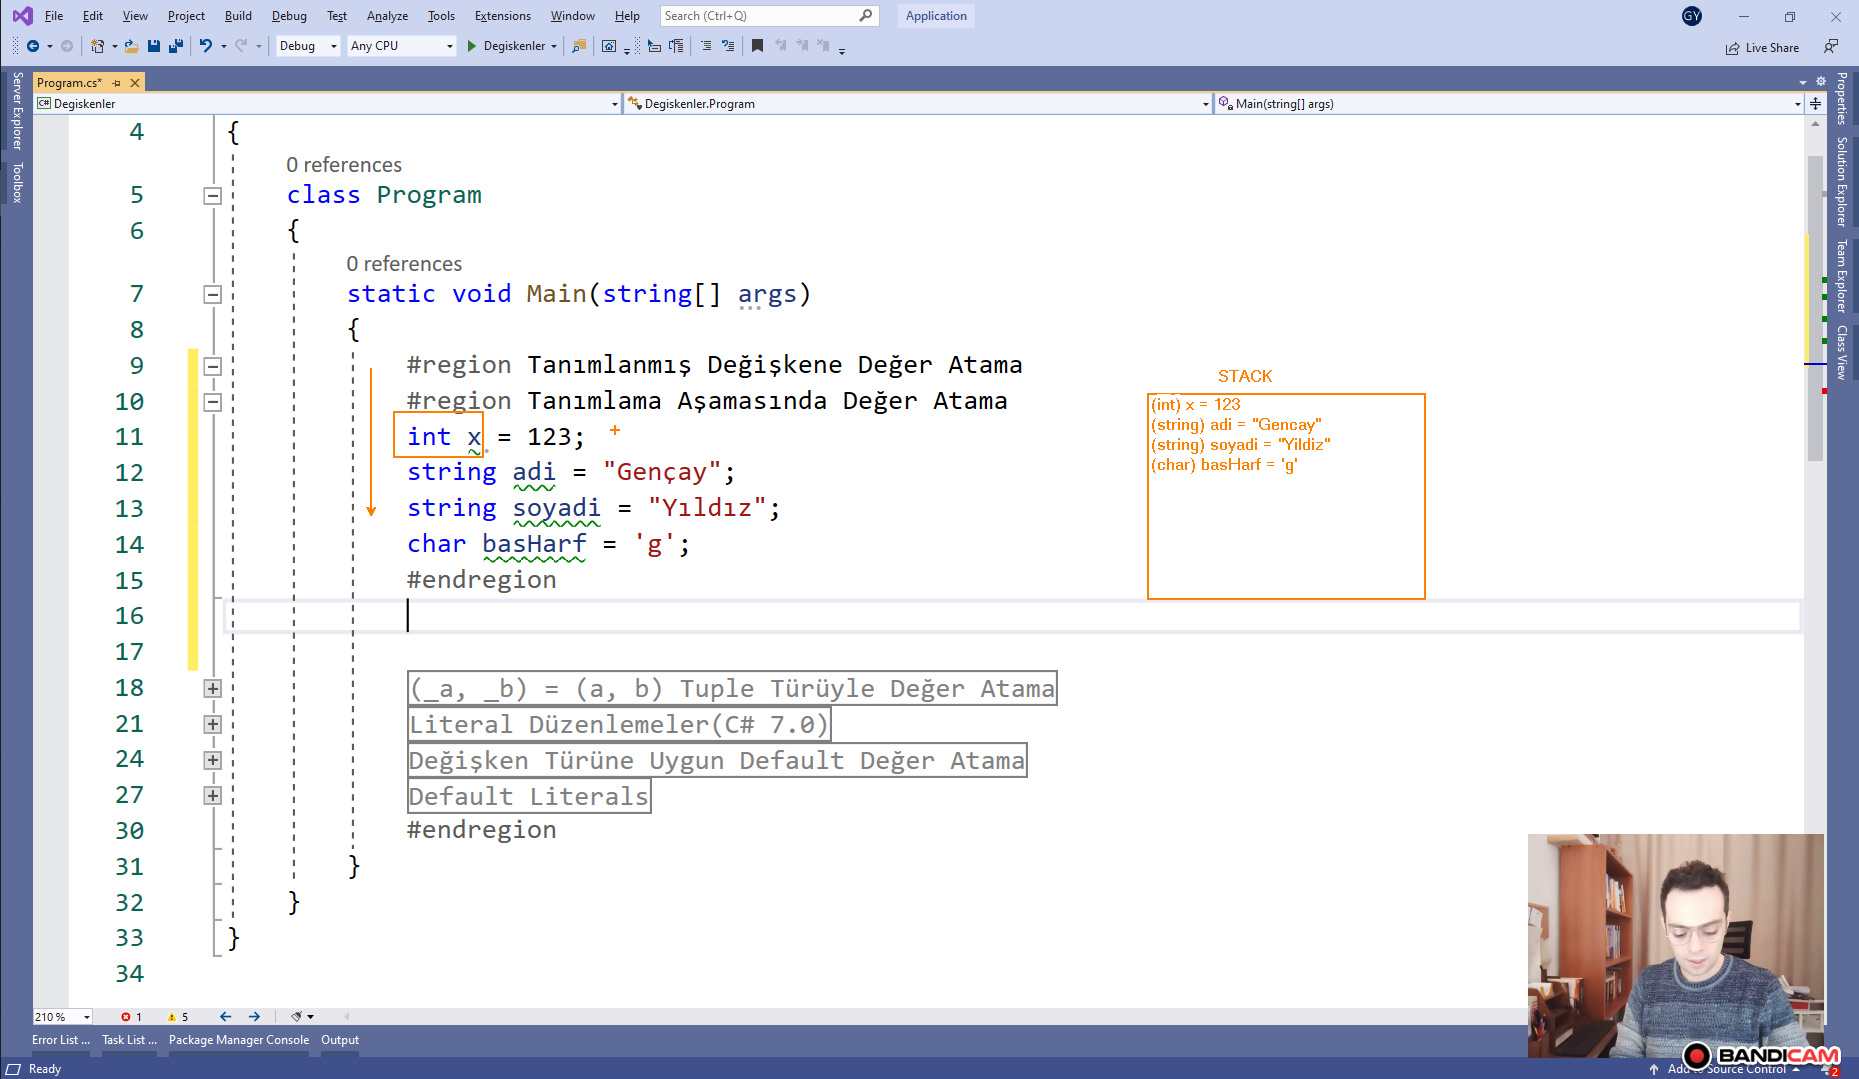 File Edit View Project Build Debug Test Analyze Tools Extensions Window Help Search (Ctrl+Q) Application GY
Debug Any CPU Degiskenler Live Share
Program.cs*
C# Degiskenler Degiskenler.Program Main(string[] args)
Server Explorer
Toolbox
Properties
Solution Explorer
Team Explorer
Class View
4 {
0 references
5 class Program
6 {
0 references
7 static void Main(string[] args)
8 {
9 #region Tanımlanmış Değişkene Değer Atama
10 #region Tanımlama Aşamasında Değer Atama
11 int x = 123;
12 string adi = "Gençay";
13 string soyadi = "Yıldız";
14 char basHarf = 'g';
15 #endregion
16
17
18 (_a, _b) = (a, b) Tuple Türüyle Değer Atama
21 Literal Düzenlemeler(C# 7.0)
24 Değişken Türüne Uygun Default Değer Atama
27 Default Literals
30 #endregion
31 }
32 }
33 }
34
STACK
(int) x = 123
(string) adi = "Gencay"
(string) soyadi = "Yildiz"
(char) basHarf = 'g'
210 % 1 5
Error List ... Task List ... Package Manager Console Output
Ready
BANDICAM
Add to Source Control 2